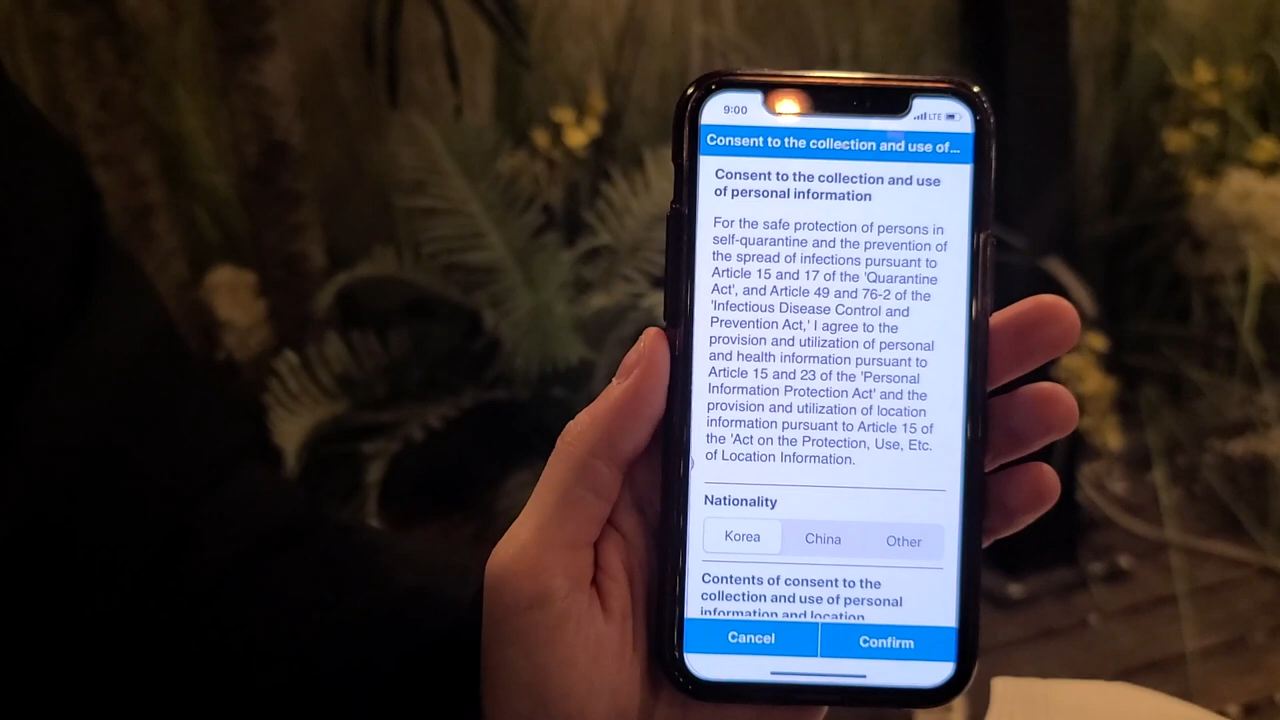 9:00
LTE
Consent to the collection and use of...
Consent to the collection and use
of personal information
For the safe protection of persons in
self-quarantine and the prevention of
the spread of infections pursuant to
Article 15 and 17 of the 'Quarantine
Act', and Article 49 and 76-2 of the
'Infectious Disease Control and
Prevention Act,' I agree to the
provision and utilization of personal
and health information pursuant to
Article 15 and 23 of the 'Personal
Information Protection Act' and the
provision and utilization of location
information pursuant to Article 15 of
the 'Act on the Protection, Use, Etc.
of Location Information.
Nationality
Korea China Other
Contents of consent to the
collection and use of personal
information and location
Cancel Confirm